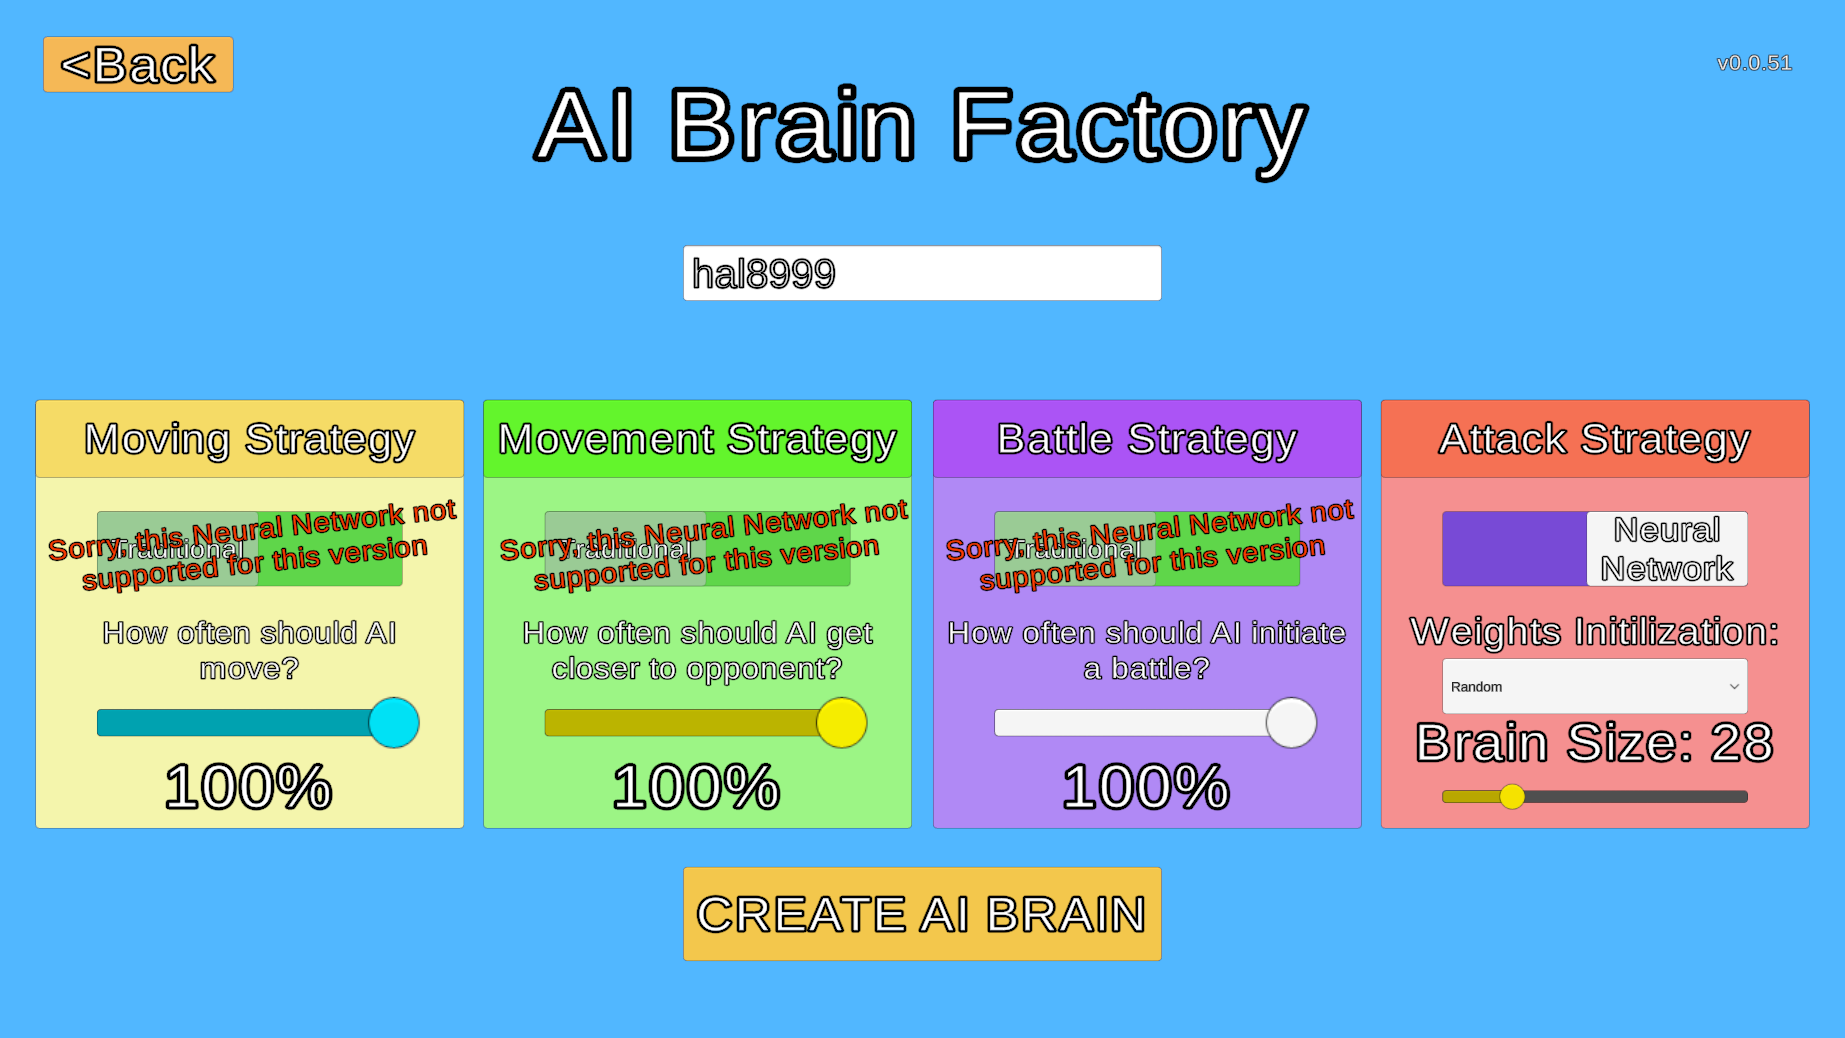 <Back
v0.0.51
AI Brain Factory
hal8999
Moving Strategy
Sorry, this Neural Network not
supported for this version
Traditional
How often should AI
move?
100%
Movement Strategy
Sorry, this Neural Network not
supported for this version
Traditional
How often should AI get
closer to opponent?
100%
Battle Strategy
Sorry, this Neural Network not
supported for this version
Traditional
How often should AI initiate
a battle?
100%
Attack Strategy
Neural
Network
Weights Initilization:
Random
Brain Size: 28
CREATE AI BRAIN